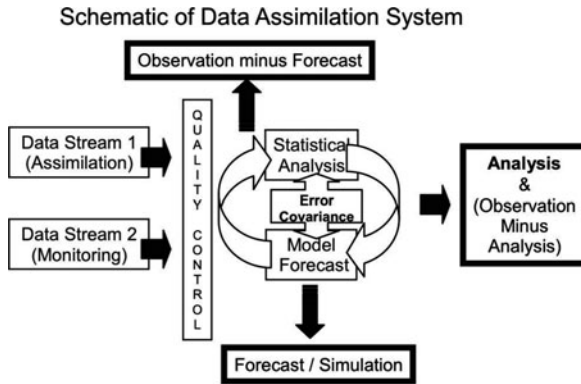 Schematic of Data Assimilation System
Observation minus Forecast
Data Stream 1
(Assimilation)
Data Stream 2
(Monitoring)
QUALITY CONTROL
Statistical
Analysis
Error
Covariance
Model
Forecast
Analysis
&
(Observation
Minus
Analysis)
Forecast / Simulation